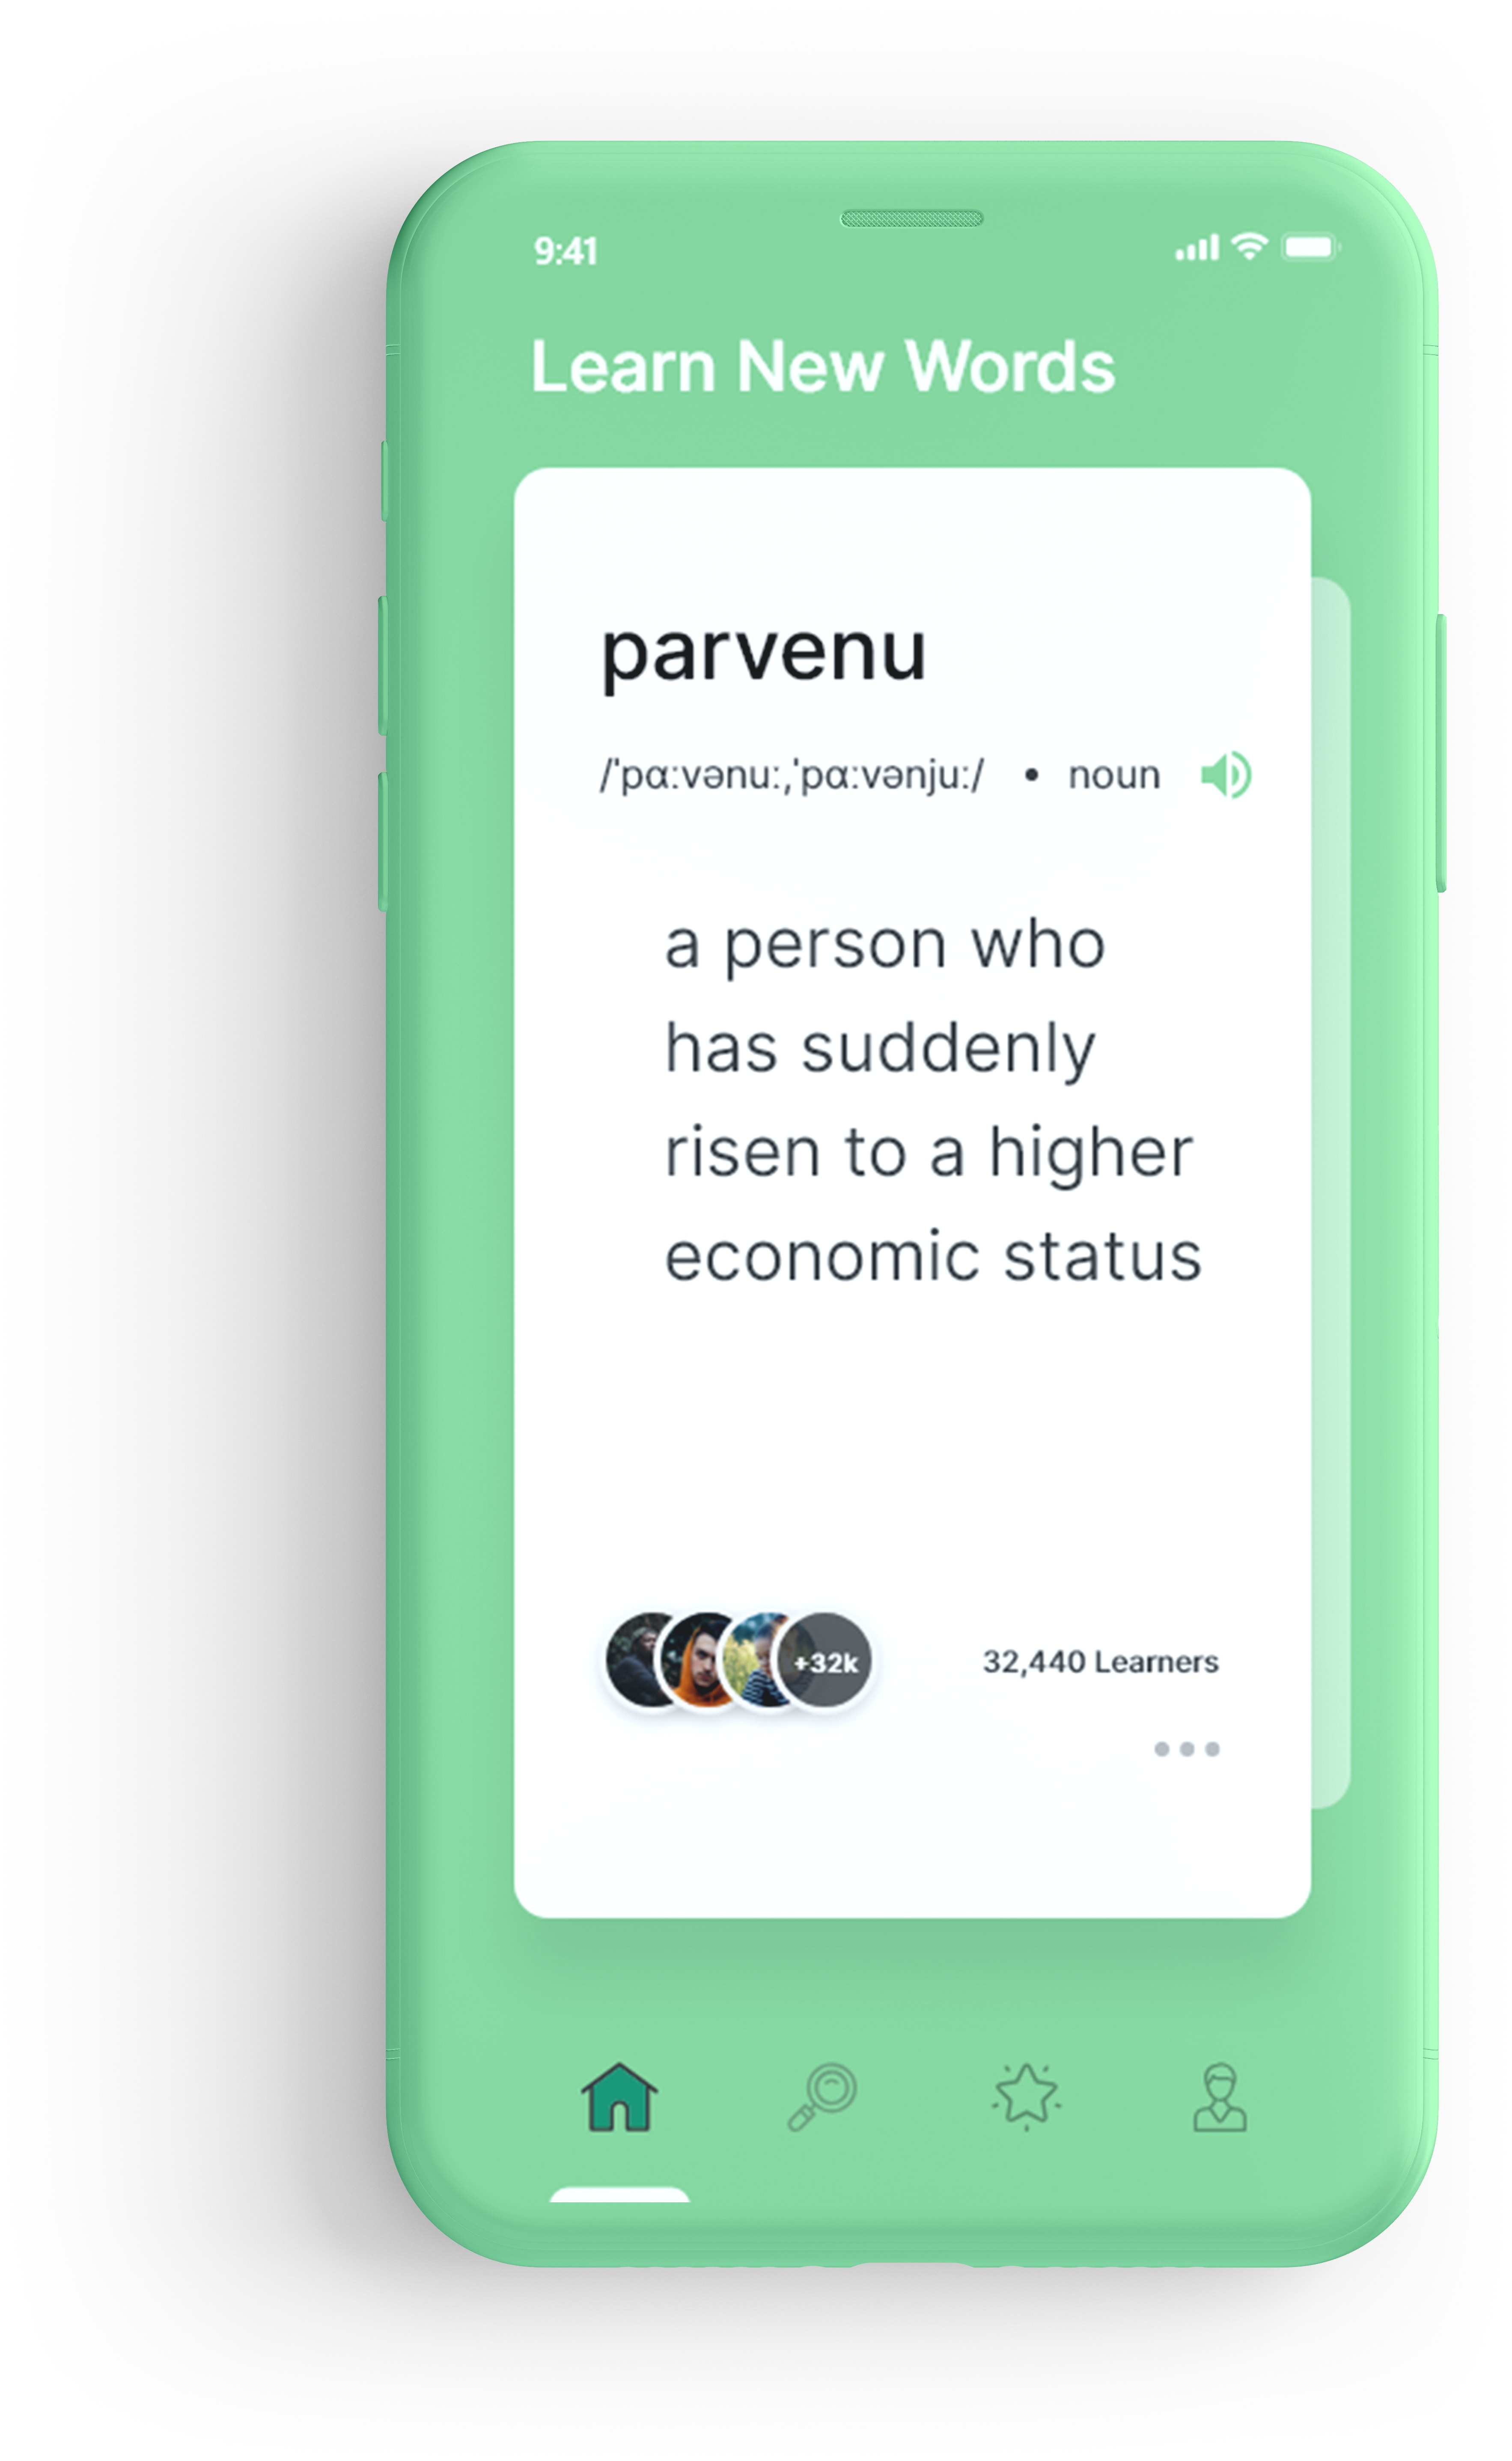 9:41
Learn New Words
parvenu
/ˈpɑːvənuː,ˈpɑːvənjuː/ • noun
a person who
has suddenly
risen to a higher
economic status
+32k
32,440 Learners